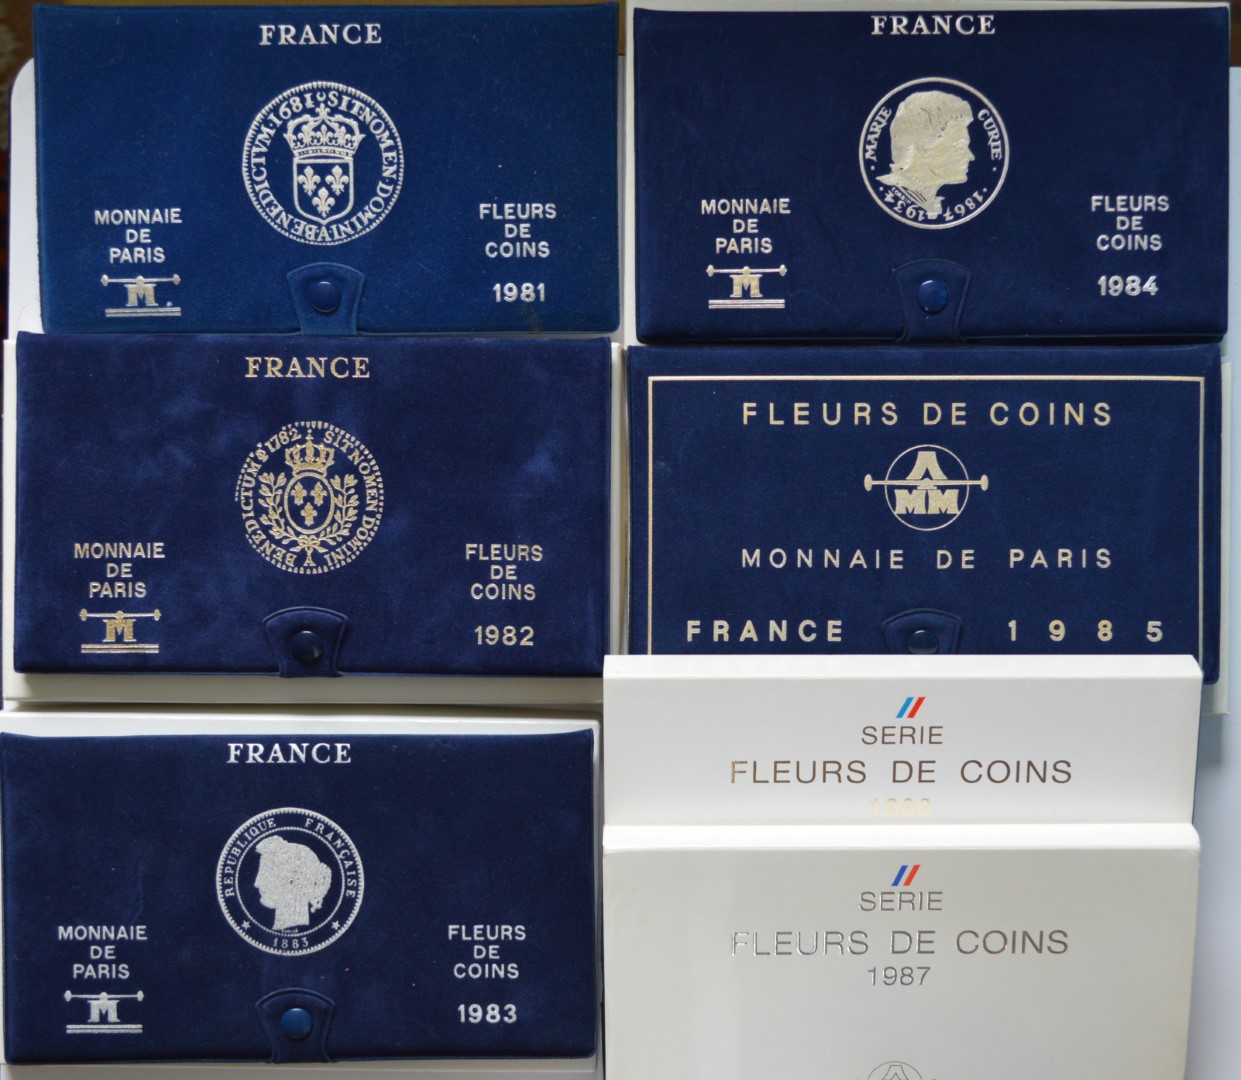 FRANCE
BENEDICTVM·1681·SIT·NOMEN·DOMINI
MONNAIE
DE
PARIS
M
FLEURS
DE
COINS
1981
FRANCE
MARIE CURIE
·1867
1934·
MONNAIE
DE
PARIS
M
FLEURS
DE
COINS
1984
FRANCE
BENEDICTUM 1782 SIT NOMEN DOMINI
A
MONNAIE
DE
PARIS
M
FLEURS
DE
COINS
1982
FLEURS DE COINS
AMM
MONNAIE DE PARIS
FRANCE 1985
FRANCE
REPUBLIQUE FRANÇAISE
1883
MONNAIE
DE
PARIS
M
FLEURS
DE
COINS
1983
SERIE
FLEURS DE COINS
SERIE
FLEURS DE COINS
1987